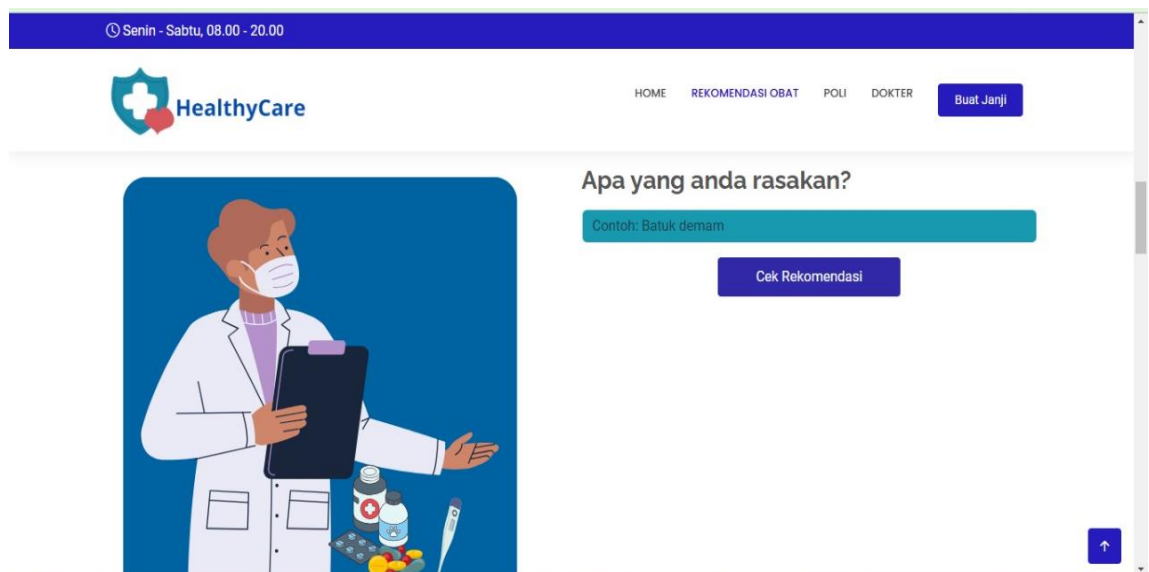 Senin - Sabtu, 08.00 - 20.00
HealthyCare
HOME REKOMENDASI OBAT POLI DOKTER Buat Janji
Apa yang anda rasakan?
Contoh: Batuk demam
Cek Rekomendasi